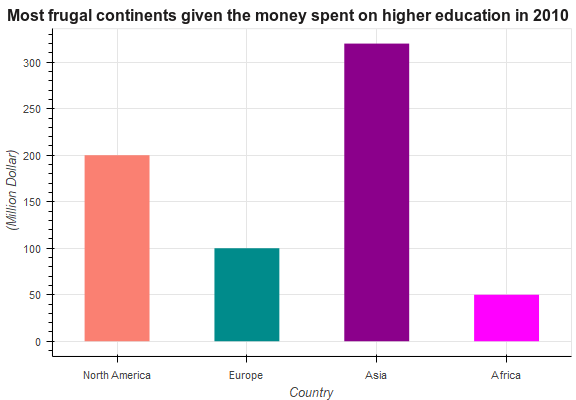 Most frugal continents given the money spent on higher education in 2010
(Million Dollar)
300
250
200
150
100
50
0
North America
Europe
Asia
Africa
Country